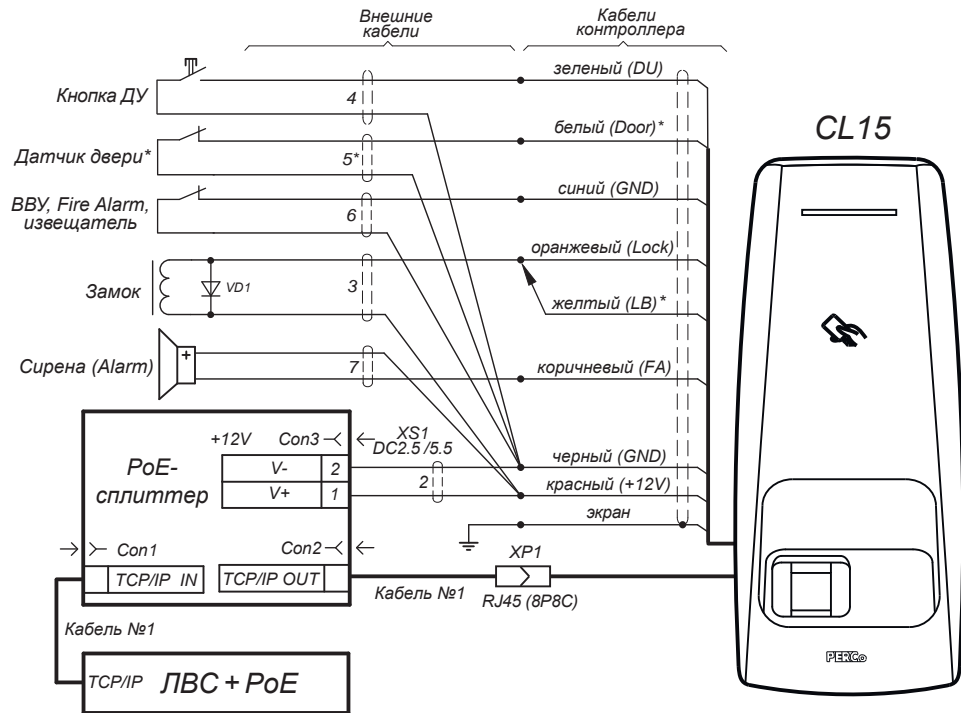 Внешние
кабели
Кабели
контроллера
Кнопка ДУ
4
зеленый (DU)
CL15
Датчик двери*
5*
белый (Door)*
ВВУ, Fire Alarm,
извещатель
6
синий (GND)
оранжевый (Lock)
Замок
VD1
3
желтый (LB)*
Сирена (Alarm)
+
7
коричневый (FA)
PoE-
сплиттер
+12V
Con3
XS1
DC2.5 /5.5
V-
2
V+
1
2
черный (GND)
красный (+12V)
экран
Con1
Con2
XP1
TCP/IP IN
TCP/IP OUT
Кабель №1
RJ45 (8P8C)
Кабель №1
PERCo
TCP/IP
ЛВС + PoE